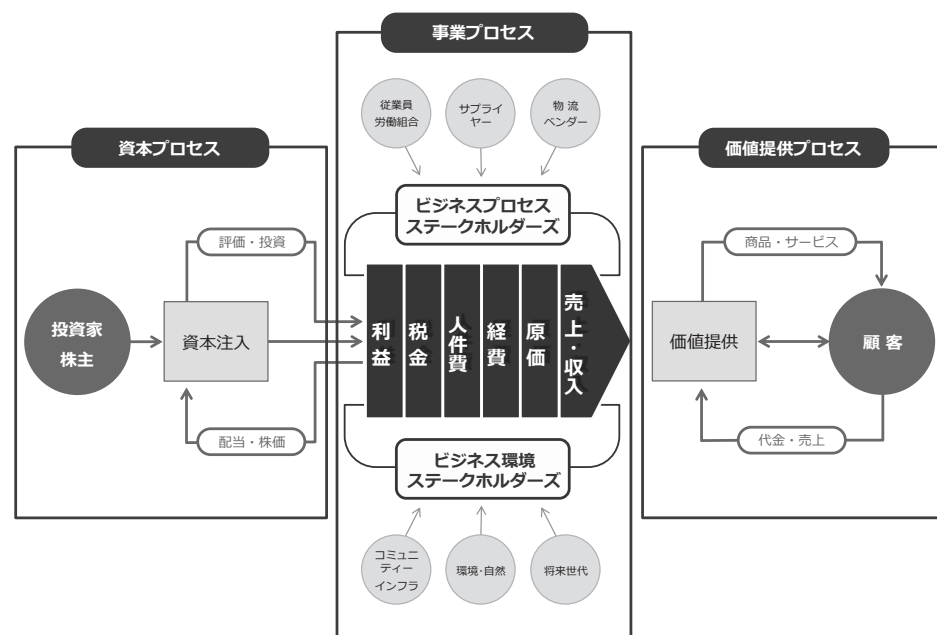 事業プロセス
従業員
労働組合
サプライ
ヤー
物 流
ベンダー
資本プロセス
価値提供プロセス
ビジネスプロセス
ステークホルダーズ
評価・投資
商品・サービス
投資家
株主
資本注入
利益
税金
人件費
経費
原価
売上・収入
価値提供
顧 客
配当・株価
代金・売上
ビジネス環境
ステークホルダーズ
コミュニ
ティー
インフラ
環境・自然
将来世代